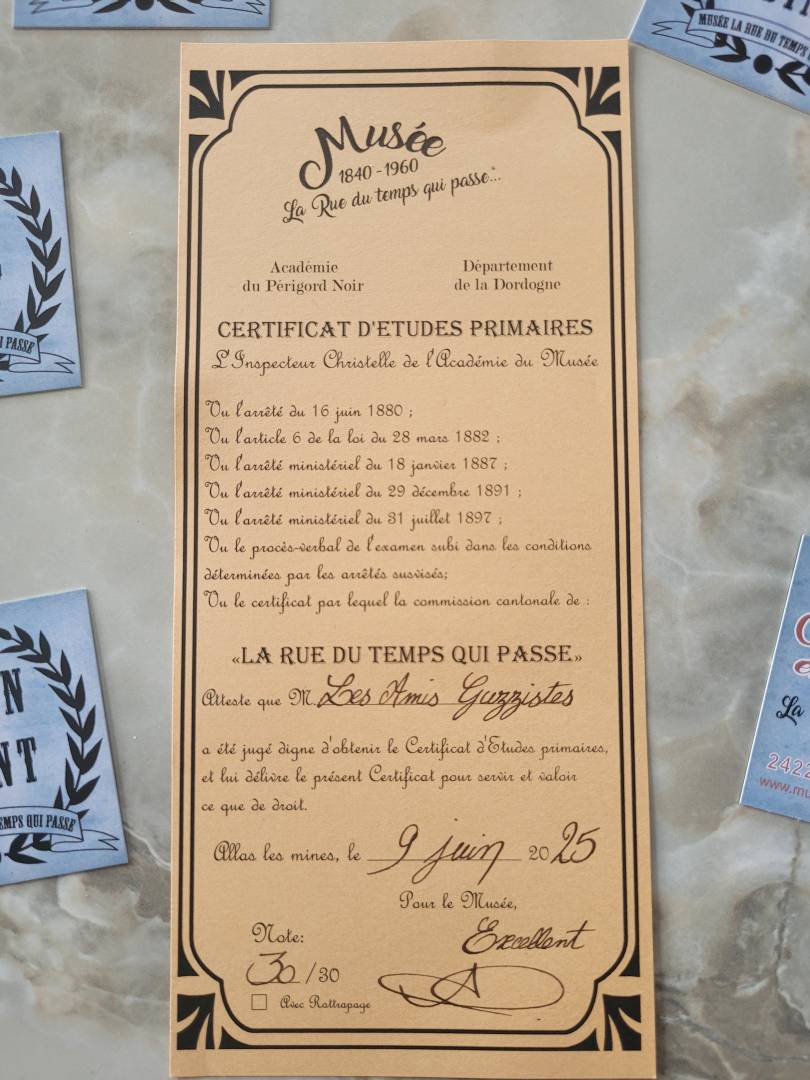 MUSÉE LA RUE DU TEMPS
Musée
1840-1960
La Rue du temps qui passe...
Académie
du Périgord Noir
Département
de la Dordogne
CERTIFICAT D'ETUDES PRIMAIRES
L'Inspecteur Christelle de l'Académie du Musée
Vu l'arrêté du 16 juin 1880 ;
Vu l'article 6 de la loi du 28 mars 1882 ;
Vu l'arrêté ministériel du 18 janvier 1887 ;
Vu l'arrêté ministériel du 29 décembre 1891 ;
Vu l'arrêté ministériel du 31 juillet 1897 ;
Vu le procès-verbal de l'examen subi dans les conditions
déterminées par les arrêtés susvisés;
Vu le certificat par lequel la commission cantonale de :
«LA RUE DU TEMPS QUI PASSE»
Atteste que M. Les Amis Guzzistes
a été jugé digne d'obtenir le Certificat d'Etudes primaires,
et lui délivre le présent Certificat pour servir et valoir
ce que de droit.
Allas les mines, le 9 juin 2025
Pour le Musée,
Excellent
Note:
30/30
Avec Rattrapage
PASSE
N
NT
EMPS QUI PASSE
La
2422
www.mu